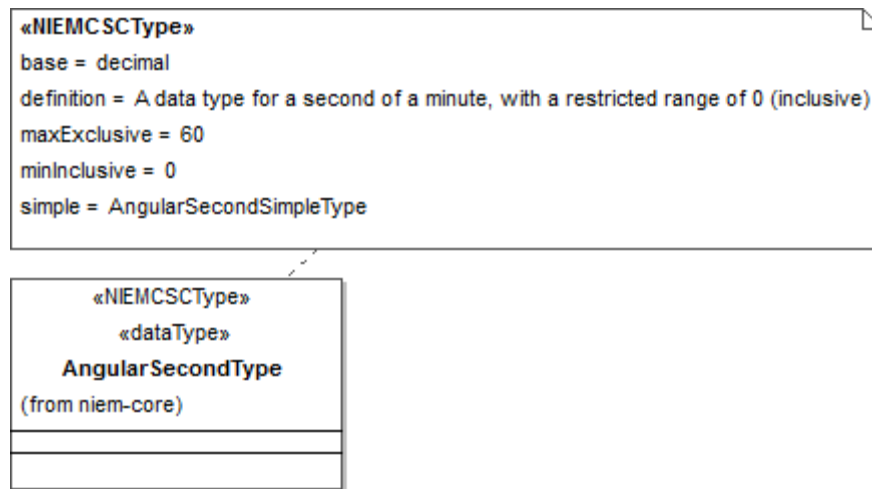 «NIEMCSCType»
base = decimal
definition = A data type for a second of a minute, with a restricted range of 0 (inclusive)
maxExclusive = 60
minInclusive = 0
simple = AngularSecondSimpleType
«NIEMCSCType»
«dataType»
AngularSecondType
(from niem-core)